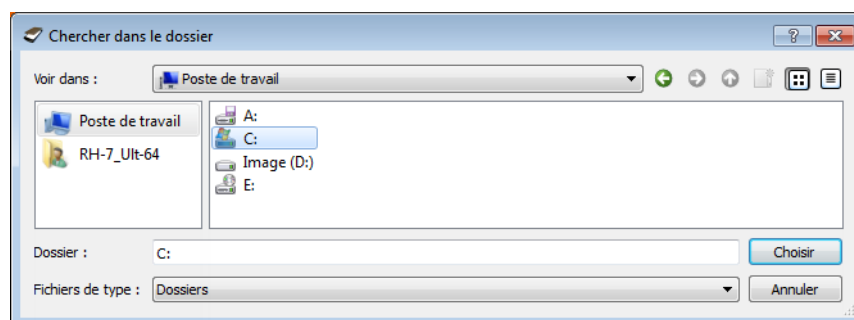 Chercher dans le dossier
Voir dans :
Poste de travail
Poste de travail
RH-7_Ult-64
A:
C:
Image (D:)
E:
Dossier :
C:
Choisir
Fichiers de type :
Dossiers
Annuler